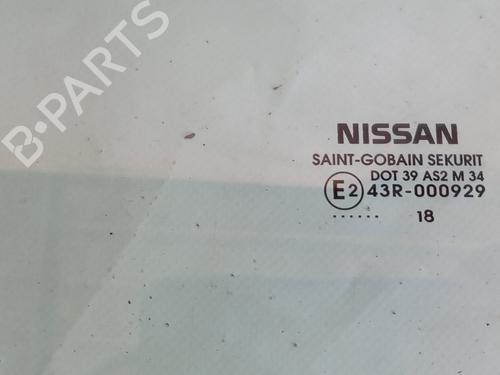 B-PARTS
NISSAN
SAINT-GOBAIN SEKURIT
DOT 39 AS2 M 34
E2 43R-000929
...... 18